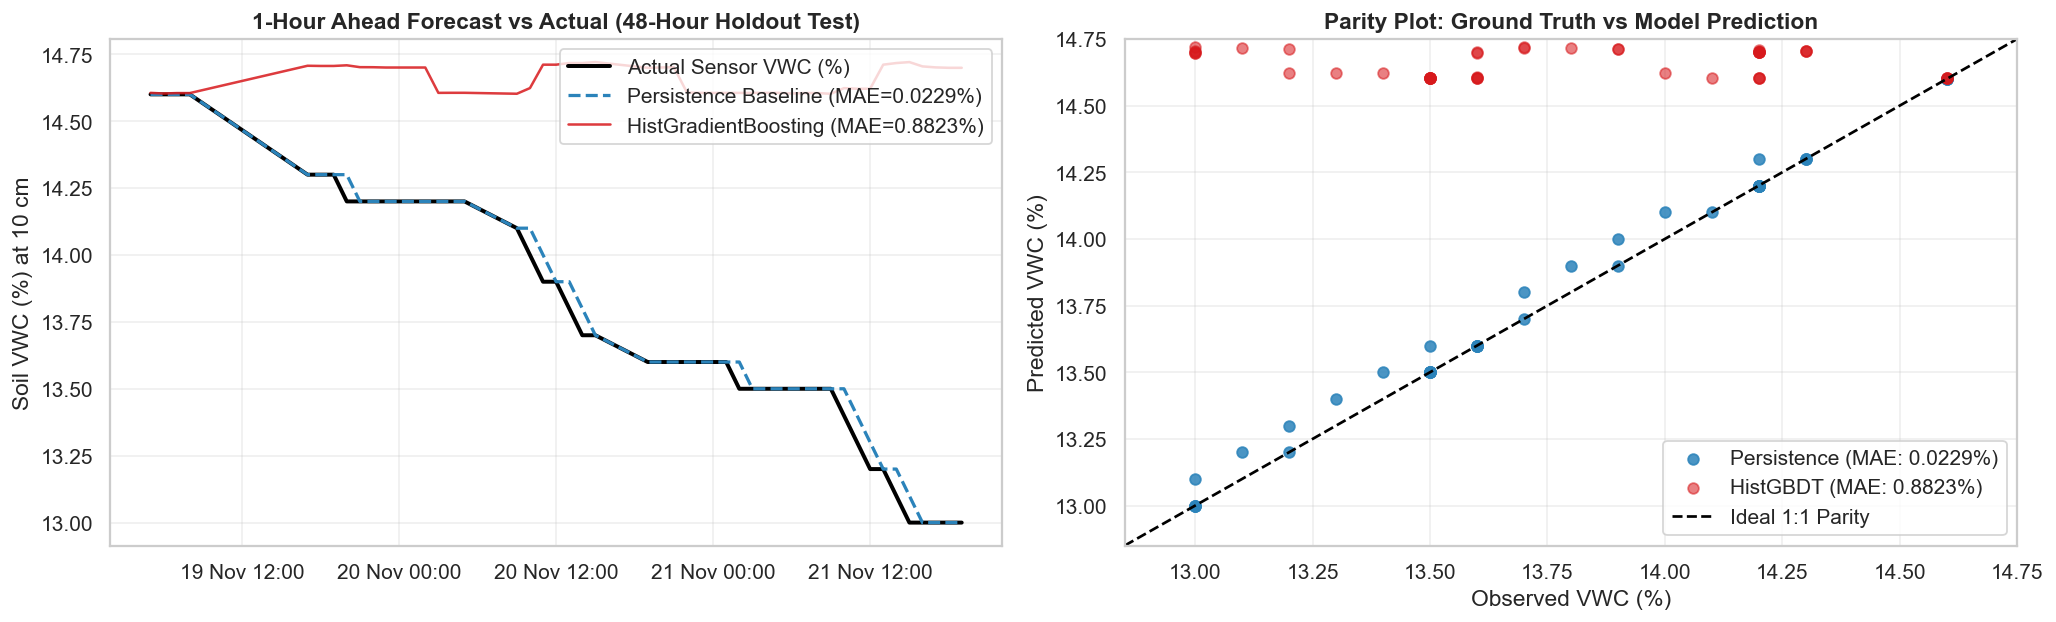 1-Hour Ahead Forecast vs Actual (48-Hour Holdout Test)
Soil VWC (%) at 10 cm
14.75
14.50
14.25
14.00
13.75
13.50
13.25
13.00
Actual Sensor VWC (%)
Persistence Baseline (MAE=0.0229%)
HistGradientBoosting (MAE=0.8823%)
19 Nov 12:00
20 Nov 00:00
20 Nov 12:00
21 Nov 00:00
21 Nov 12:00
Parity Plot: Ground Truth vs Model Prediction
Predicted VWC (%)
14.75
14.50
14.25
14.00
13.75
13.50
13.25
13.00
Persistence (MAE: 0.0229%)
HistGBDT (MAE: 0.8823%)
Ideal 1:1 Parity
13.00
13.25
13.50
13.75
14.00
14.25
14.50
14.75
Observed VWC (%)